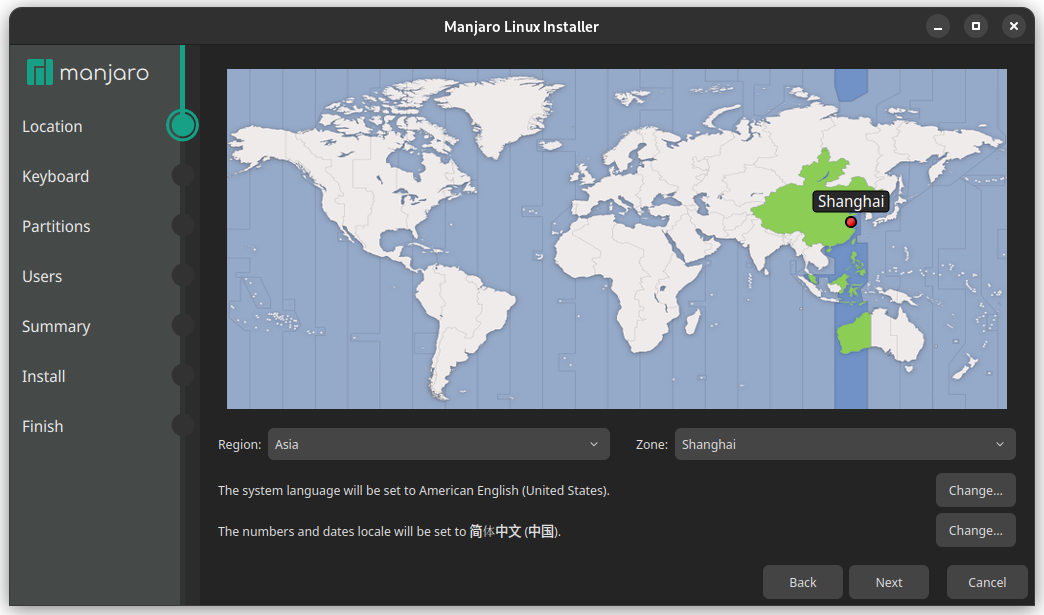 Manjaro Linux Installer
manjaro
Location
Keyboard
Partitions
Users
Summary
Install
Finish
Shanghai
Region: Asia
Zone: Shanghai
The system language will be set to American English (United States).
Change...
The numbers and dates locale will be set to 简体中文 (中国).
Change...
Back
Next
Cancel